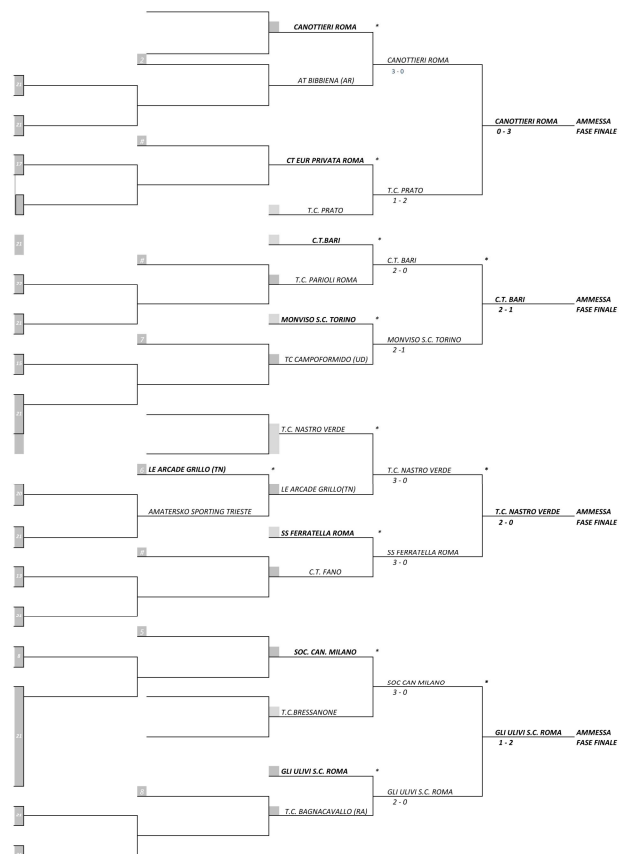 CANOTTIERI ROMA *
CANOTTIERI ROMA
3 - 0
AT BIBBIENA (AR)
CANOTTIERI ROMA AMMESSA
0 - 3 FASE FINALE
CT EUR PRIVATA ROMA *
T.C. PRATO
1 - 2
T.C. PRATO
C.T.BARI *
C.T. BARI *
2 - 0
T.C. PARIOLI ROMA
C.T. BARI AMMESSA
2 - 1 FASE FINALE
MONVISO S.C. TORINO *
MONVISO S.C. TORINO
2 -1
TC CAMPOFORMIDO (UD)
T.C. NASTRO VERDE *
LE ARCADE GRILLO (TN) *
T.C. NASTRO VERDE *
3 - 0
LE ARCADE GRILLO(TN)
AMATERSKO SPORTING TRIESTE
T.C. NASTRO VERDE AMMESSA
2 - 0 FASE FINALE
SS FERRATELLA ROMA *
SS FERRATELLA ROMA
3 - 0
C.T. FANO
SOC. CAN. MILANO *
SOC CAN MILANO *
3 - 0
T.C.BRESSANONE
GLI ULIVI S.C. ROMA AMMESSA
1 - 2 FASE FINALE
GLI ULIVI S.C. ROMA *
GLI ULIVI S.C. ROMA
2 - 0
T.C. BAGNACAVALLO (RA)